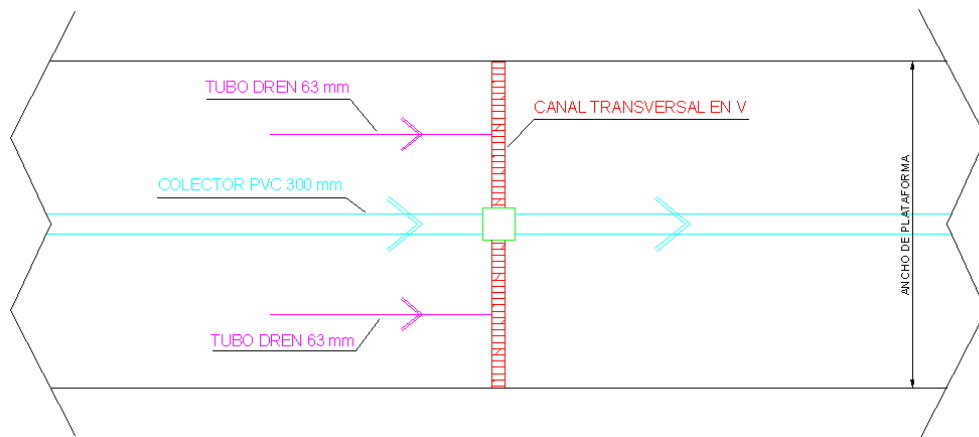 TUBO DREN 63 mm
CANAL TRANSVERSAL EN V
COLECTOR PVC 300 mm
ANCHO DE PLATAFORMA
TUBO DREN 63 mm